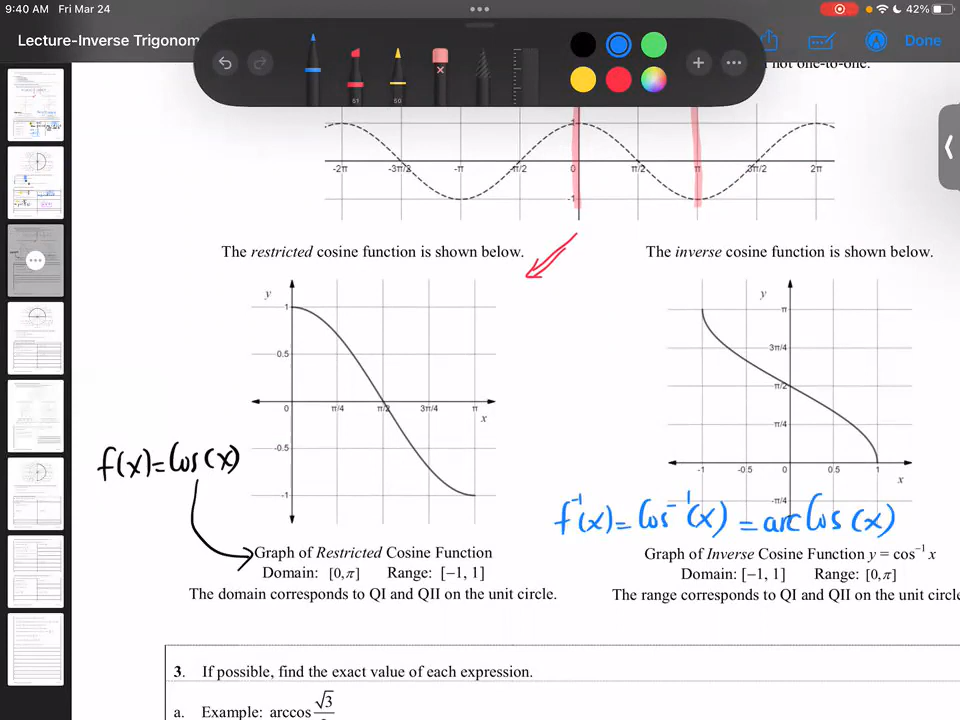 9:40 AM Fri Mar 24
42%
Lecture-Inverse Trigonom
51
50
Done
not one-to-one.
1
-2π -3π/2 -π -π/2 0 π/2 π 3π/2 2π
-1
The restricted cosine function is shown below.
The inverse cosine function is shown below.
y
1
0.5
0 π/4 π/2 3π/4 π
x
-0.5
-1
y
π
3π/4
π/2
π/4
-1 -0.5 0 0.5 1
x
-π/4
f(x)=Cos(x)
f⁻¹(x)=Cos⁻¹(x) = arcCos(x)
Graph of Restricted Cosine Function
Domain: [0,π] Range: [−1, 1]
The domain corresponds to QI and QII on the unit circle.
Graph of Inverse Cosine Function y = cos⁻¹ x
Domain: [−1, 1] Range: [0,π]
The range corresponds to QI and QII on the unit circle
3. If possible, find the exact value of each expression.
a. Example: arccos √3